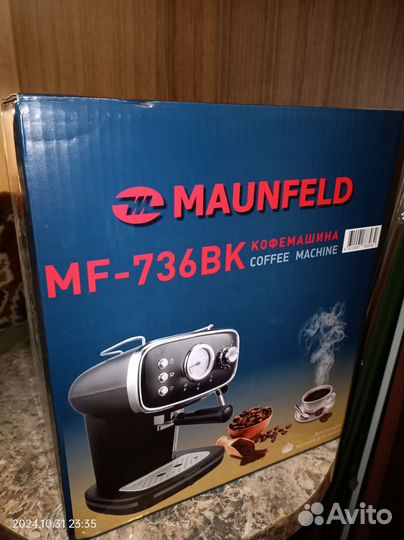 MAUNFELD
MF-736BK
КОФЕМАШИНА
COFFEE MACHINE
2024.10.31 23:35
Avito